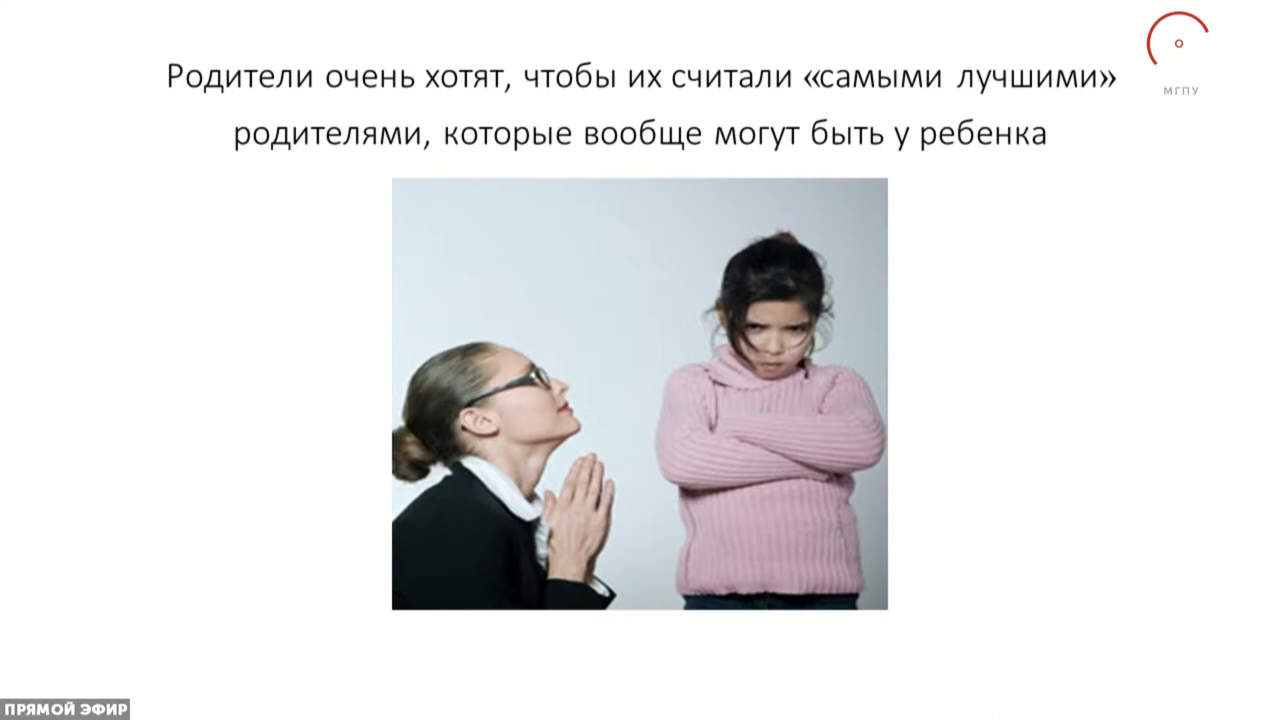 Родители очень хотят, чтобы их считали «самыми лучшими»
родителями, которые вообще могут быть у ребенка
МГПУ
ПРЯМОЙ ЭФИР